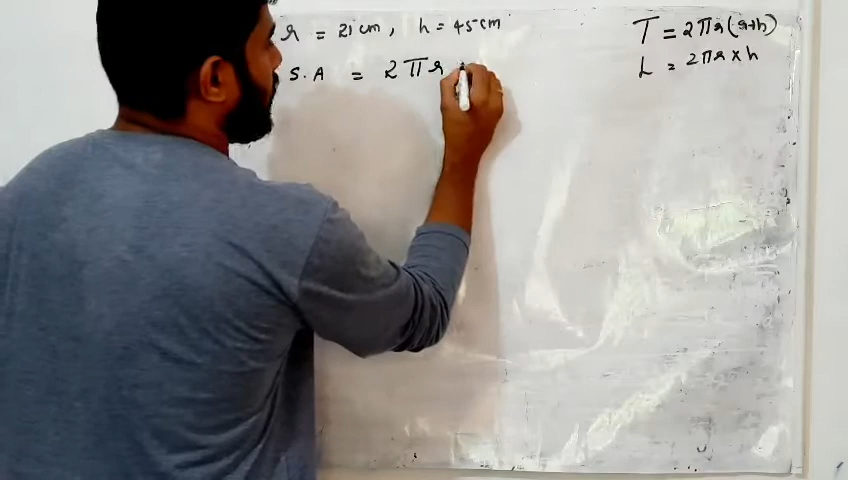 r = 21 cm, h = 45 cm
S.A = 2πr
T = 2πr(r+h)
L = 2πr × h